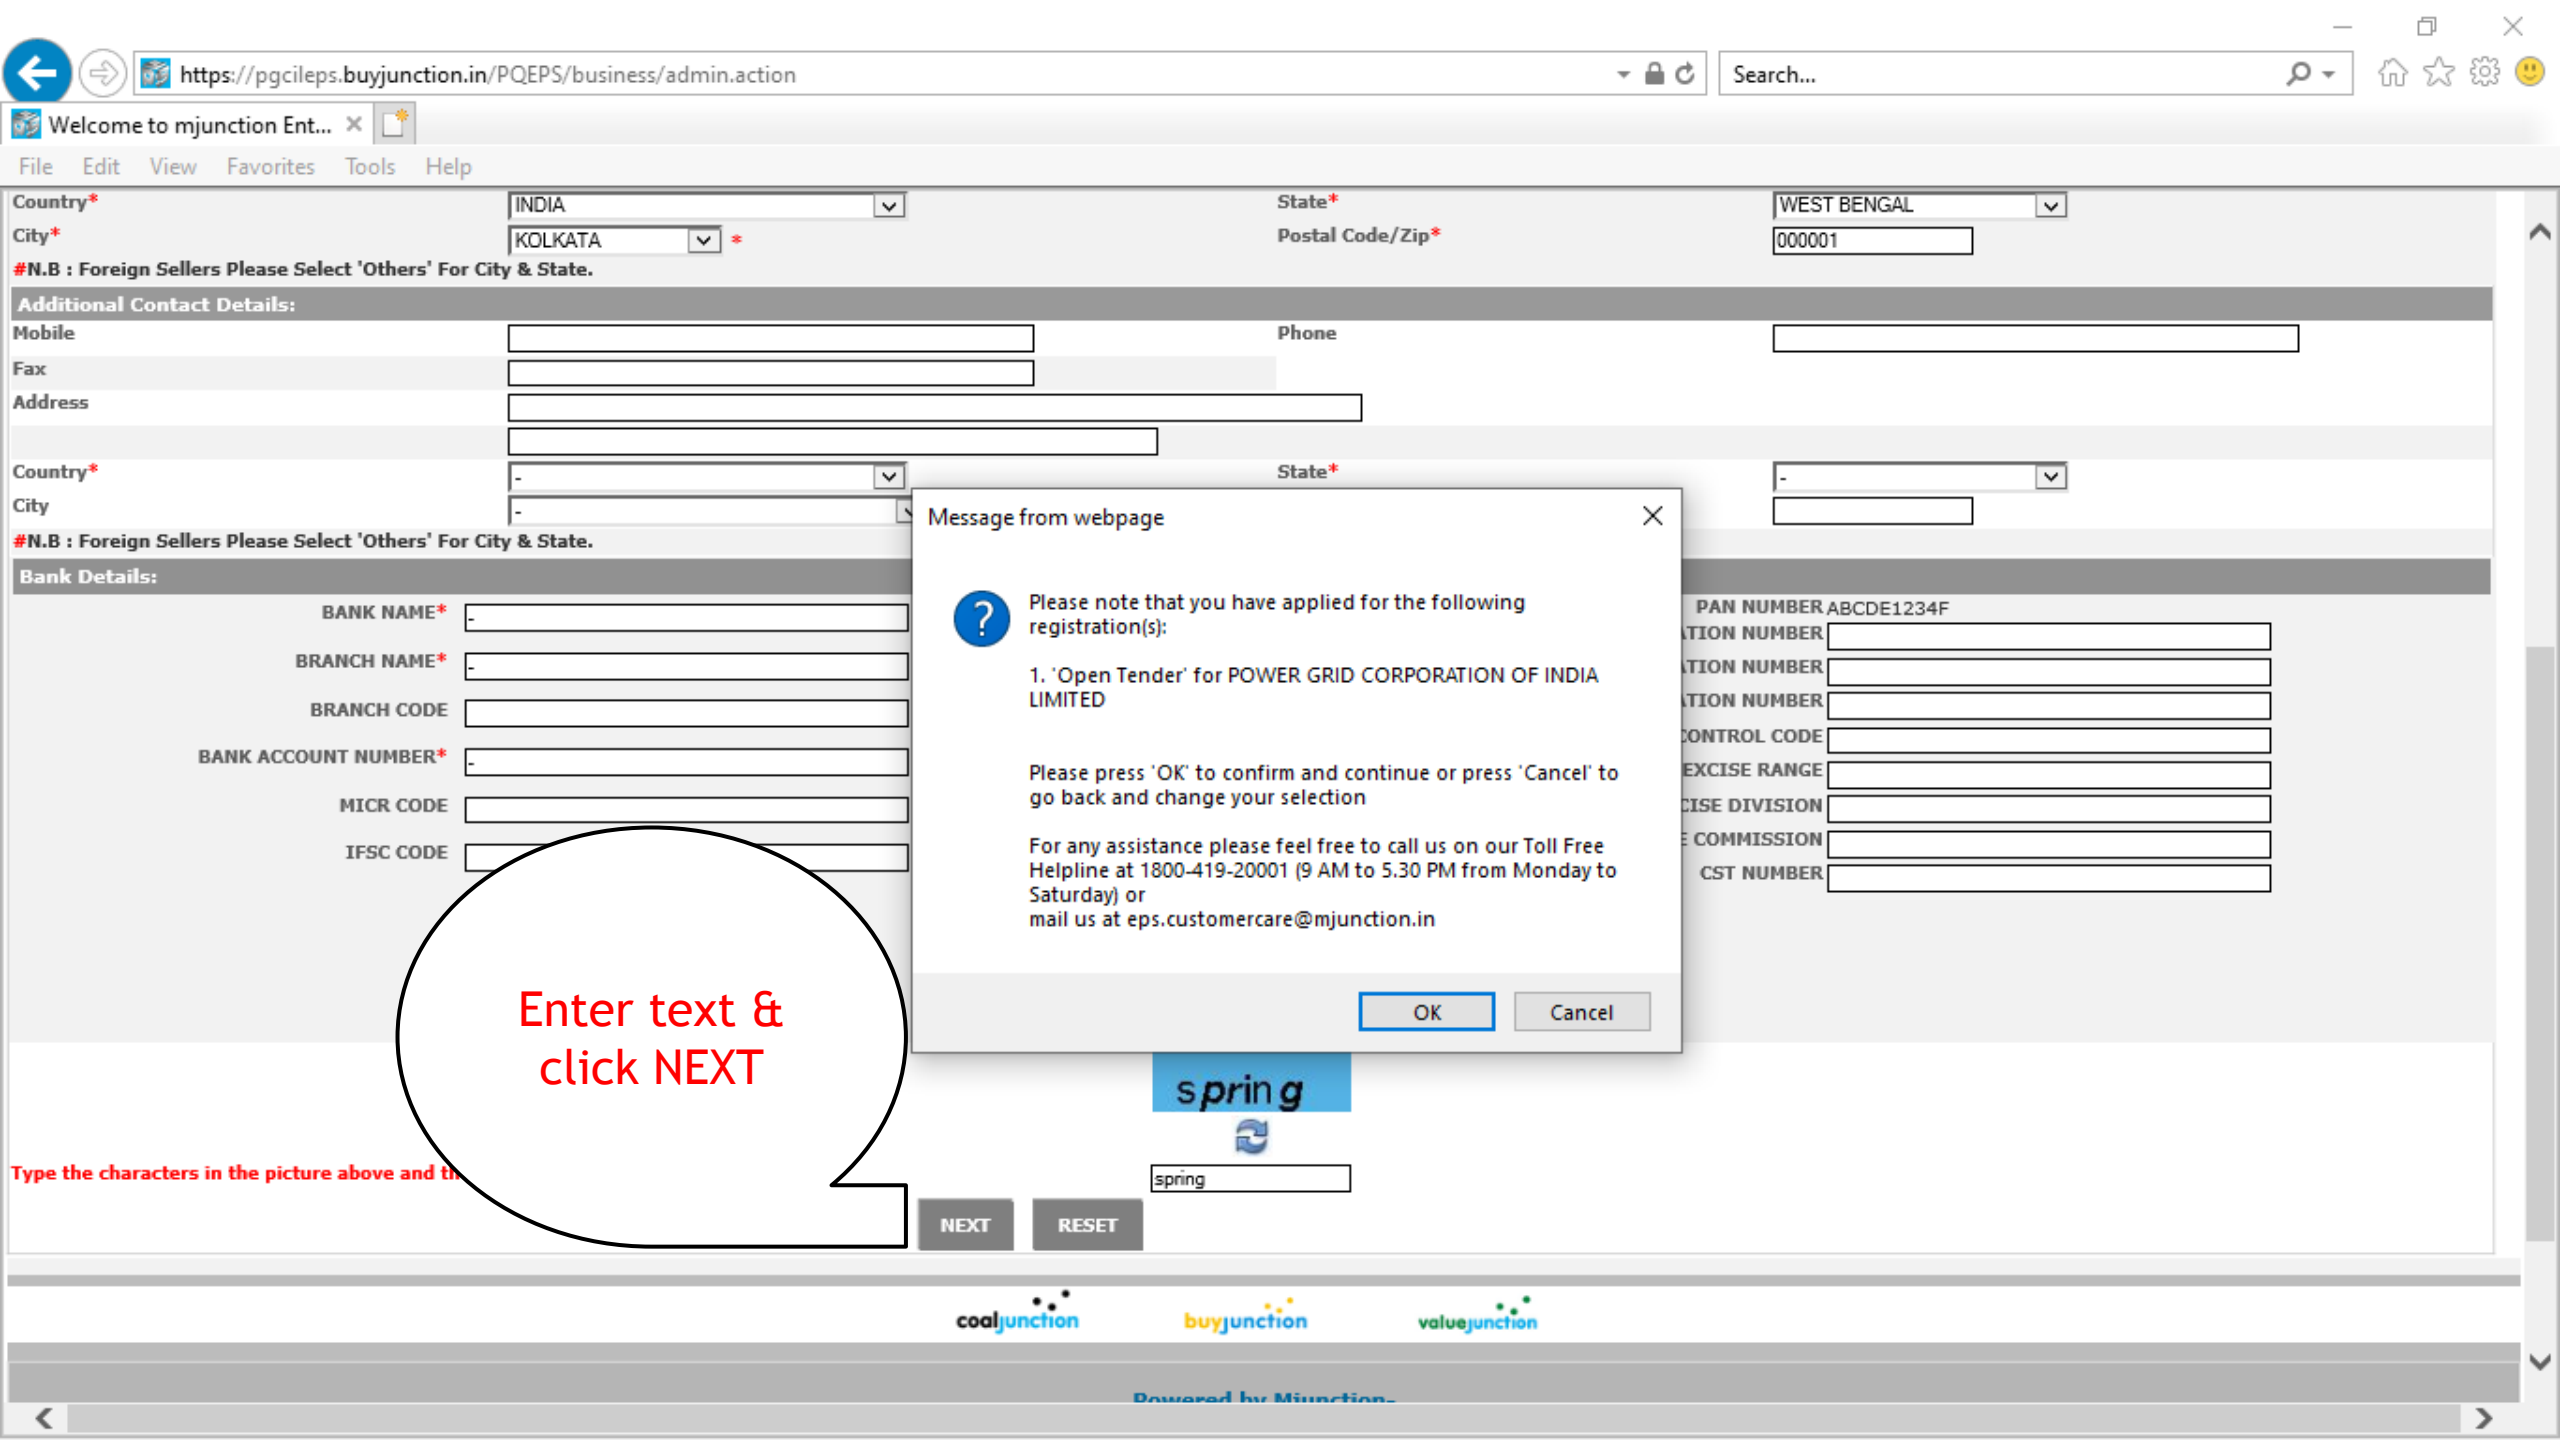 https://pgcileps.buyjunction.in/PQEPS/business/admin.action
Search...
Welcome to mjunction Ent...
File Edit View Favorites Tools Help
Country* INDIA State* WEST BENGAL
City* KOLKATA * Postal Code/Zip* 000001
#N.B : Foreign Sellers Please Select 'Others' For City & State.
Additional Contact Details:
Mobile Phone
Fax
Address
Country* - State* -
City -
#N.B : Foreign Sellers Please Select 'Others' For City & State.
Bank Details:
BANK NAME* -
BRANCH NAME* -
BRANCH CODE
BANK ACCOUNT NUMBER* -
MICR CODE
IFSC CODE
PAN NUMBER ABCDE1234F
NUMBER
NUMBER
NUMBER
CONTROL CODE
EXCISE RANGE
DIVISION
COMMISSION
CST NUMBER
Message from webpage
Please note that you have applied for the following
registration(s):
1. 'Open Tender' for POWER GRID CORPORATION OF INDIA
LIMITED
Please press 'OK' to confirm and continue or press 'Cancel' to
go back and change your selection
For any assistance please feel free to call us on our Toll Free
Helpline at 1800-419-20001 (9 AM to 5.30 PM from Monday to
Saturday) or
mail us at eps.customercare@mjunction.in
OK Cancel
Enter text &
click NEXT
spring
Type the characters in the picture above and
spring
NEXT RESET
coaljunction buyjunction valuejunction
Powered by Mjunction-